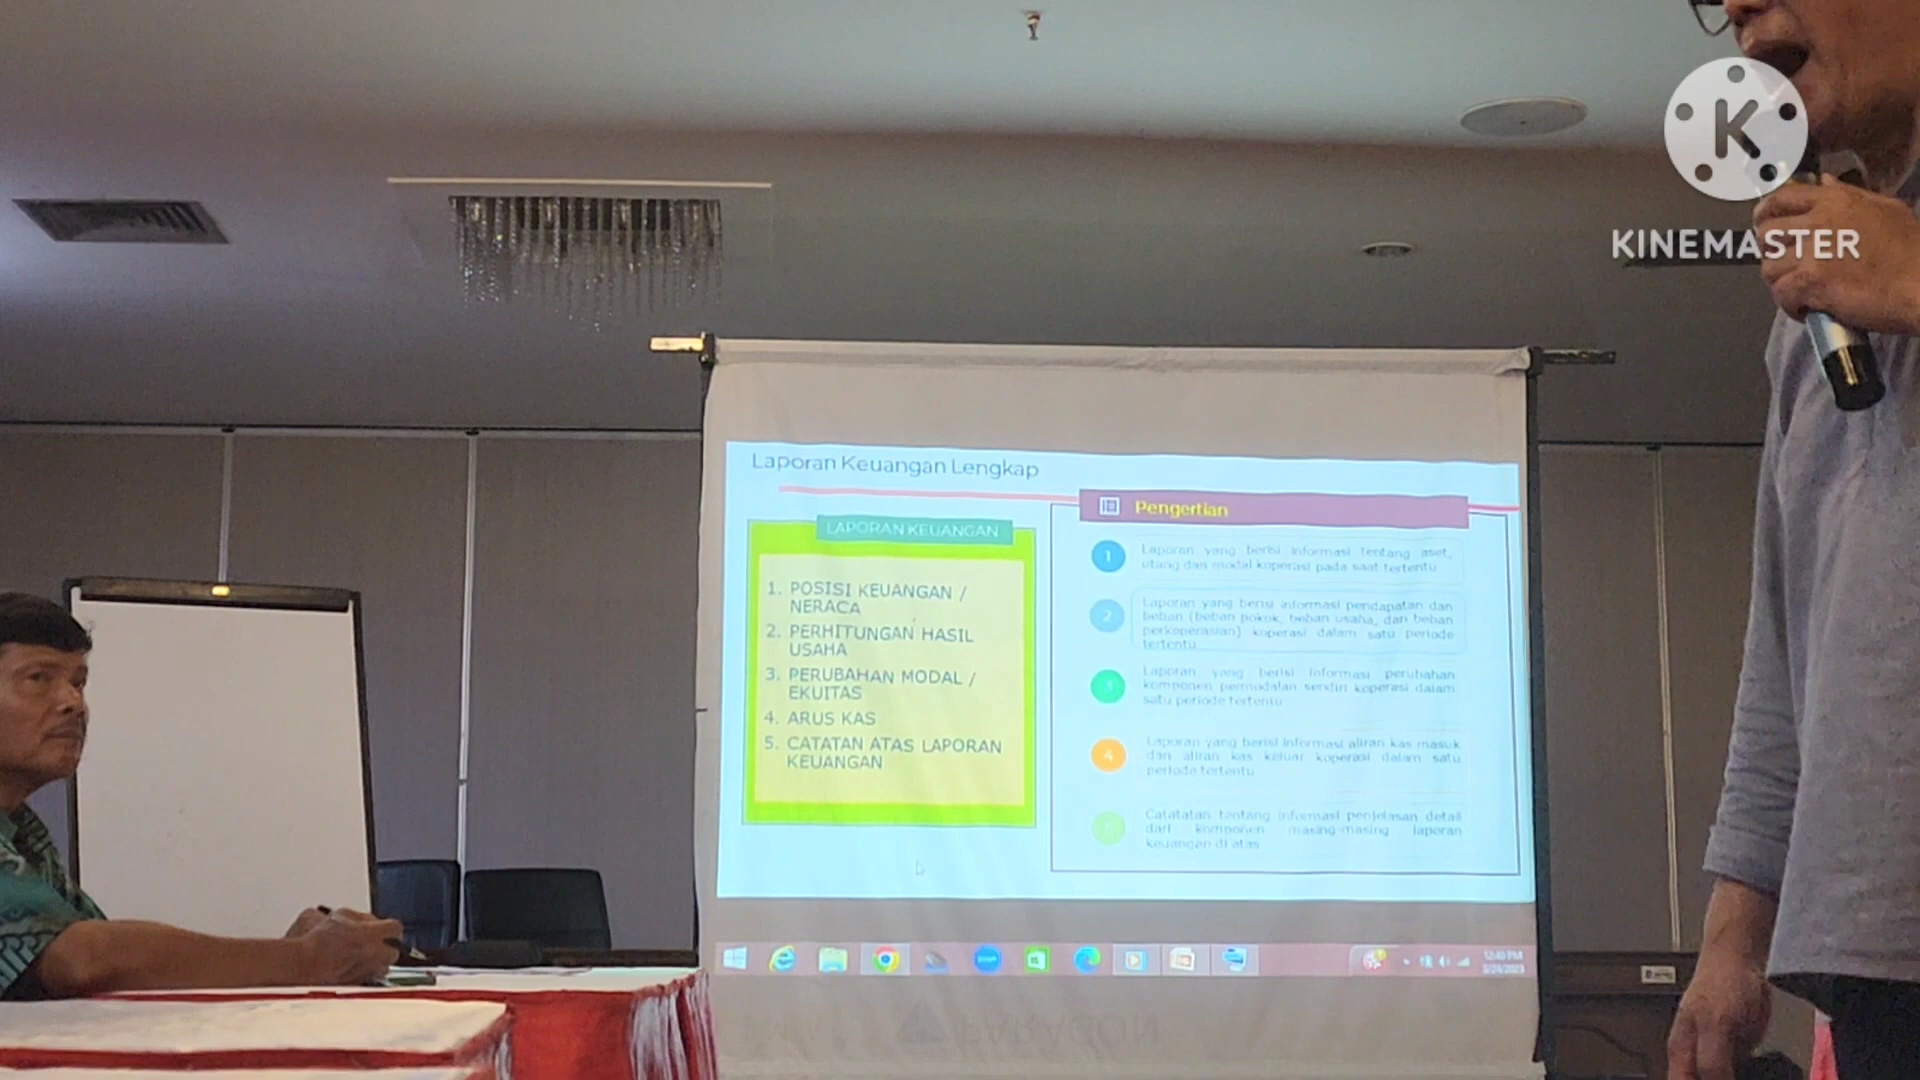 K
KINEMASTER
Laporan Keuangan Lengkap
LAPORAN KEUANGAN
1. POSISI KEUANGAN /
NERACA
2. PERHITUNGAN HASIL
USAHA
3. PERUBAHAN MODAL /
EKUITAS
4. ARUS KAS
5. CATATAN ATAS LAPORAN
KEUANGAN
Pengertian
1
Laporan yang berisi informasi tentang aset,
utang dan modal koperasi pada saat tertentu
2
Laporan yang berisi informasi pendapatan dan
beban (beban pokok, beban usaha, dan beban
perkoperasian) koperasi dalam satu periode
tertentu
3
Laporan yang berisi informasi perubahan
komponen permodalan sendiri koperasi dalam
satu periode tertentu
4
Laporan yang berisi informasi aliran kas masuk
dan aliran kas keluar koperasi dalam satu
periode tertentu
Catatatan tentang informasi penjelasan detail
dari komponen masing-masing laporan
keuangan di atas